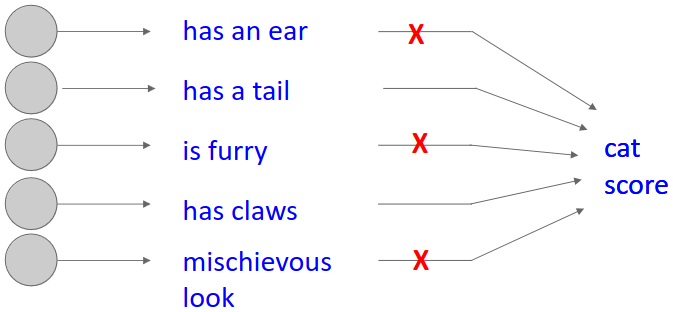 has an ear
X
has a tail
is furry
X
cat
score
has claws
mischievous
look
X